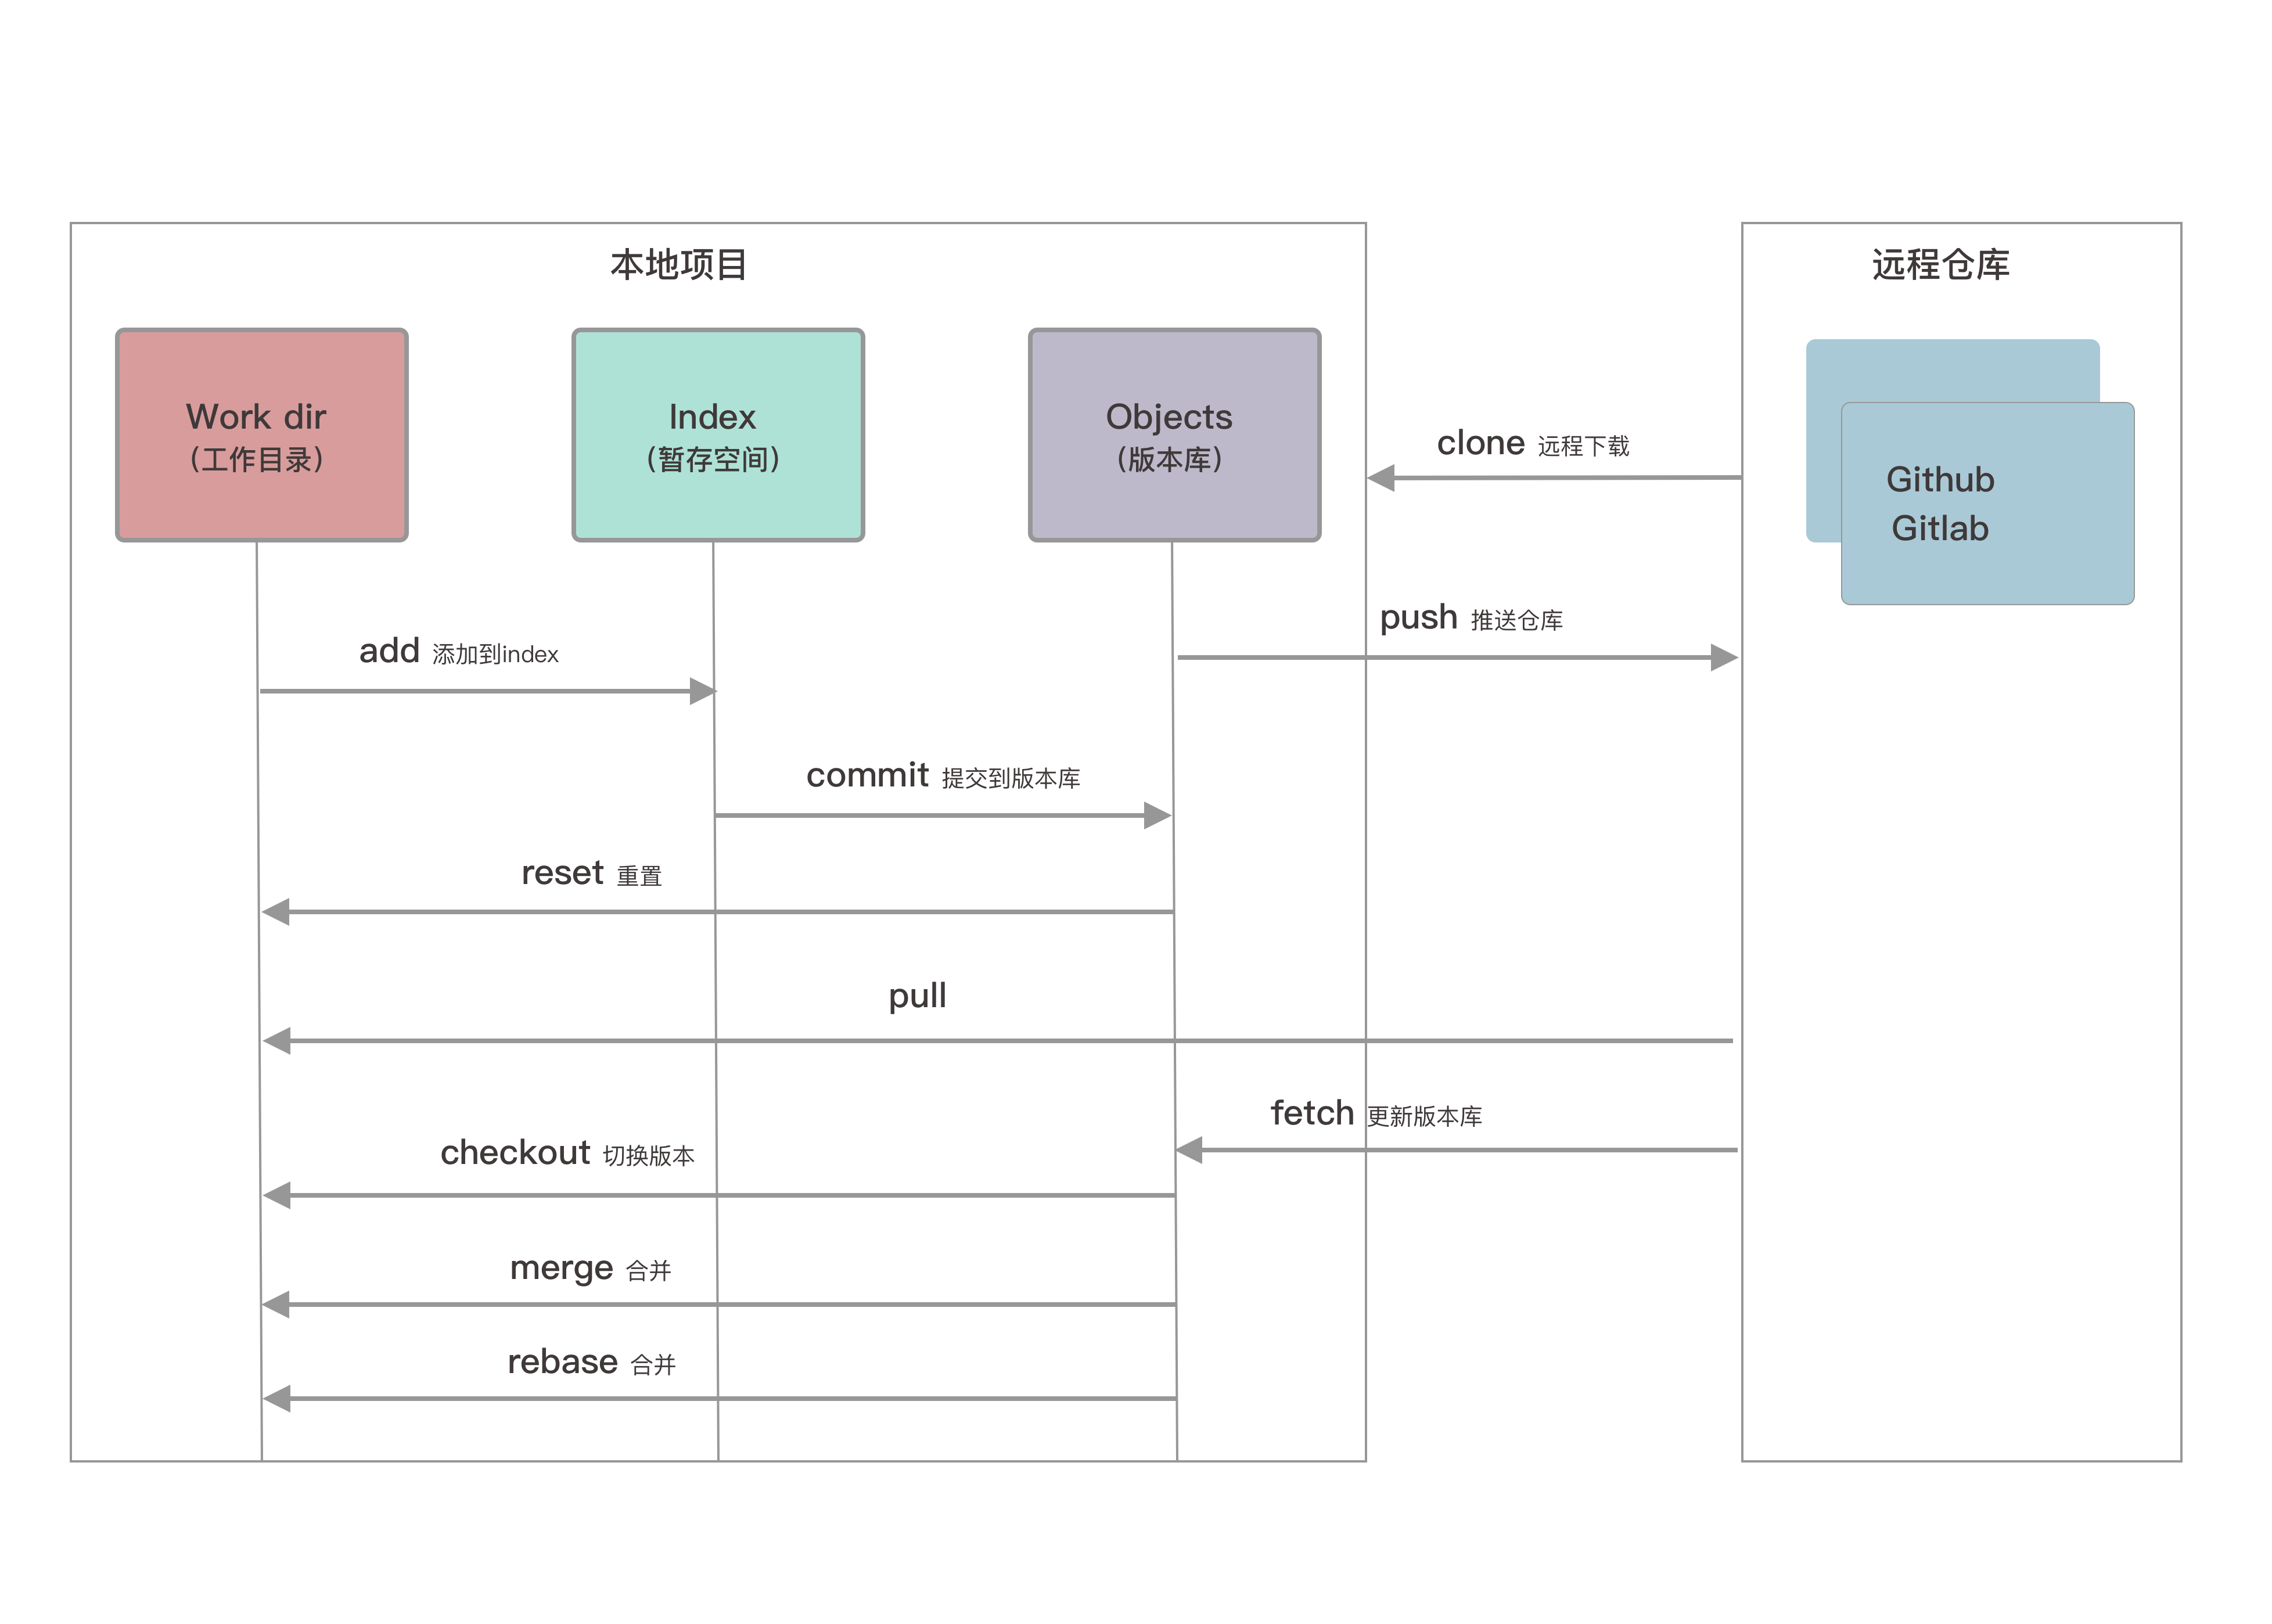 本地项目
远程仓库
Work dir
(工作目录)
Index
(暂存空间)
Objects
(版本库)
clone 远程下载
Github
Gitlab
push 推送仓库
add 添加到index
commit 提交到版本库
reset 重置
pull
fetch 更新版本库
checkout 切换版本
merge 合并
rebase 合并